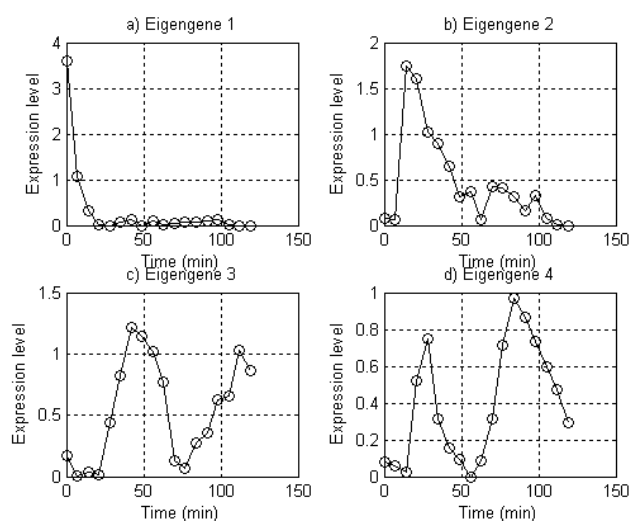 a) Eigengene 1
4
3
2
1
0
Expression level
0 50 100 150
Time (min)
b) Eigengene 2
2
1.5
1
0.5
0
Expression level
0 50 100 150
Time (min)
c) Eigengene 3
1.5
1
0.5
0
Expression level
0 50 100 150
Time (min)
d) Eigengene 4
1
0.8
0.6
0.4
0.2
0
Expression level
0 50 100 150
Time (min)